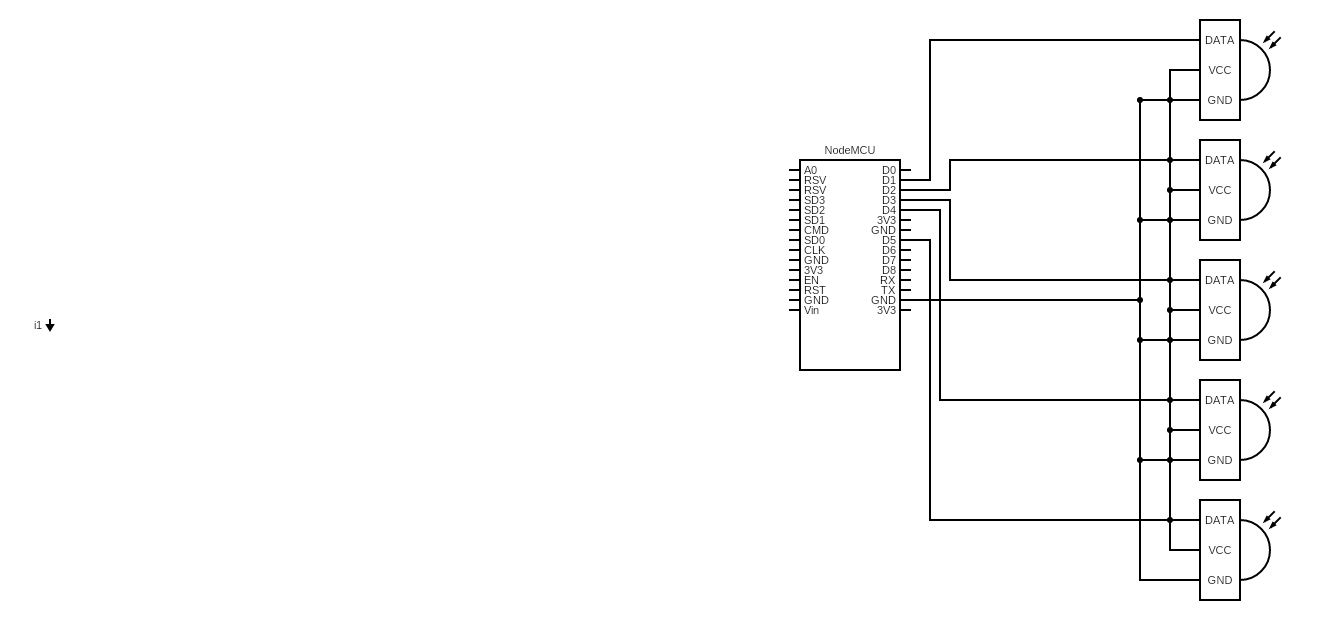 NodeMCU
A0 D0
RSV D1
RSV D2
SD3 D3
SD2 D4
SD1 3V3
CMD GND
SD0 D5
CLK D6
GND D7
3V3 D8
EN RX
RST TX
GND GND
Vin 3V3
i1
DATA
VCC
GND
DATA
VCC
GND
DATA
VCC
GND
DATA
VCC
GND
DATA
VCC
GND